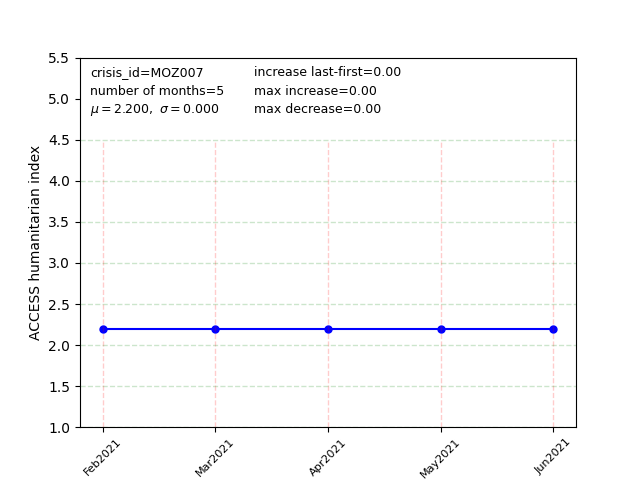 crisis_id=MOZ007
number of months=5
μ = 2.200, σ = 0.000
increase last-first=0.00
max increase=0.00
max decrease=0.00
ACCESS humanitarian index
5.5
5.0
4.5
4.0
3.5
3.0
2.5
2.0
1.5
1.0
Feb2021
Mar2021
Apr2021
May2021
Jun2021